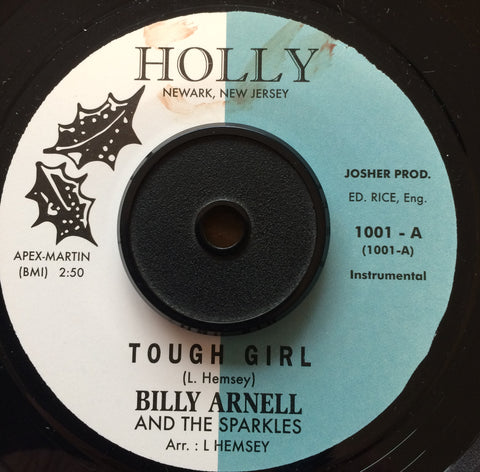 HOLLY
NEWARK, NEW JERSEY
JOSHER PROD.
ED. RICE, Eng.
1001 - A
(1001-A)
Instrumental
APEX-MARTIN
(BMI) 2:50
TOUGH GIRL
(L. Hemsey)
BILLY ARNELL
AND THE SPARKLES
Arr. : L HEMSEY